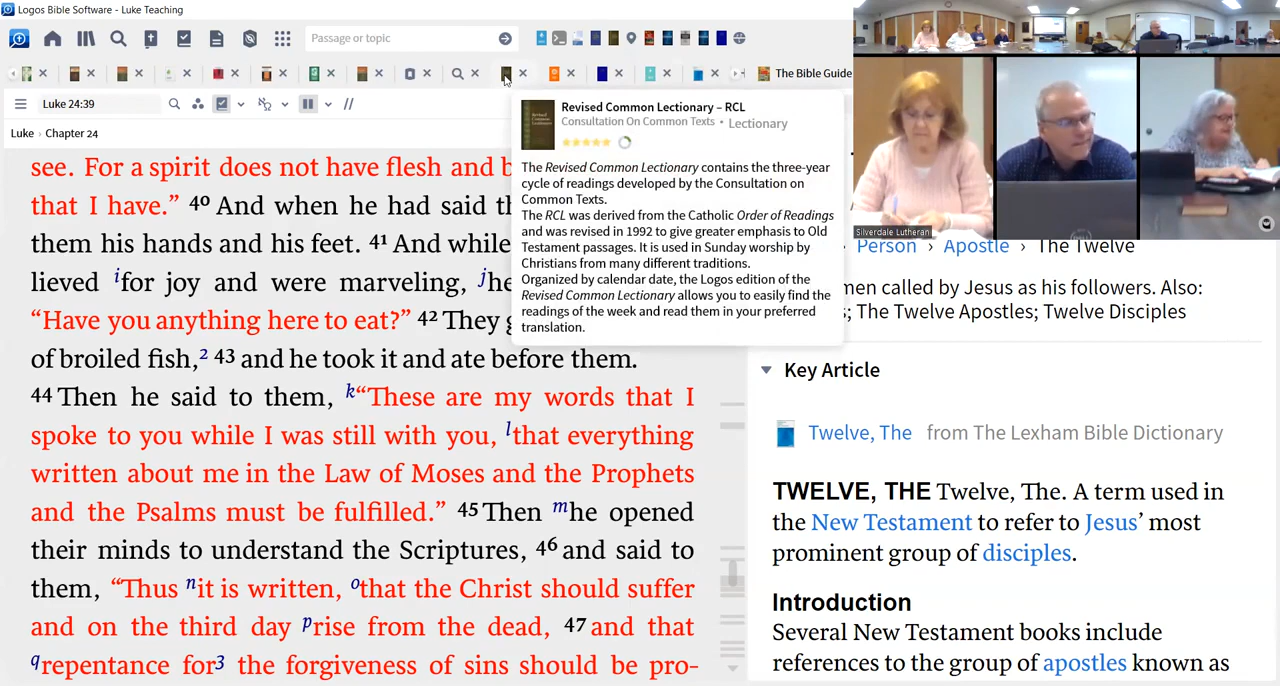 Logos Bible Software - Luke Teaching
Passage or topic
The Bible Guide
Luke 24:39
Luke › Chapter 24
see. For a spirit does not have flesh and b
that I have.” 40 And when he had said th
them his hands and his feet. 41 And while
lieved ifor joy and were marveling, jhe
“Have you anything here to eat?” 42 They g
of broiled fish,2 43 and he took it and ate before them.
44 Then he said to them, k“These are my words that I
spoke to you while I was still with you, lthat everything
written about me in the Law of Moses and the Prophets
and the Psalms must be fulfilled.” 45 Then mhe opened
their minds to understand the Scriptures, 46 and said to
them, “Thus nit is written, othat the Christ should suffer
and on the third day prise from the dead, 47 and that
qrepentance for3 the forgiveness of sins should be pro-
Revised Common Lectionary – RCL
Consultation On Common Texts • Lectionary
The Revised Common Lectionary contains the three-year
cycle of readings developed by the Consultation on
Common Texts.
The RCL was derived from the Catholic Order of Readings
and was revised in 1992 to give greater emphasis to Old
Testament passages. It is used in Sunday worship by
Christians from many different traditions.
Organized by calendar date, the Logos edition of the
Revised Common Lectionary allows you to easily find the
readings of the week and read them in your preferred
translation.
Silverdale Lutheran
Person › Apostle › The Twelve
men called by Jesus as his followers. Also:
; The Twelve Apostles; Twelve Disciples
Key Article
Twelve, The from The Lexham Bible Dictionary
TWELVE, THE Twelve, The. A term used in
the New Testament to refer to Jesus’ most
prominent group of disciples.
Introduction
Several New Testament books include
references to the group of apostles known as